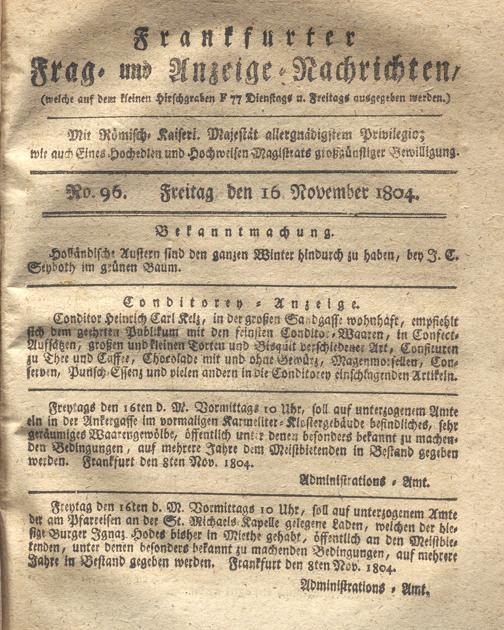 Frankfurter
Frag- und Anzeige-Nachrichten,
(welche auf dem kleinen Hirschgraben F 77 Dienstags u. Freitags ausgegeben werden.)
Mit Römisch- Kaiserl. Majestät allergnädigstem Privilegio;
wie auch Eines Hochedlen und Hochweisen Magistrats großgünstiger Bewilligung.
No. 96. Freitag den 16 November 1804.
Bekanntmachung.
Holländische Austern sind den ganzen Winter hindurch zu haben, bey J. C.
Seyboth im grünen Baum.
Conditorey-Anzeige.
Conditor Heinrich Carl Kelz, in der großen Sandgasse wohnhaft, empfiehlt
sich dem geehrten Publikum mit den feinsten Conditor-Waaren, in Confect-
Aufsätzen, großen und kleinen Torten und Bisquit verschiedener Art, Confituren
zu Thee und Caffee, Chocolade mit und ohne Gewürz, Magenmorsellen, Con-
serven, Punsch-Essenz und vielen andern in die Conditorey einschlagenden Artikeln.
Freytags den 16ten d. M. Vormittags 10 Uhr, soll auf unterzogenem Amte
ein in der Ankergasse im vormaligen Karmeliter-Klostergebäude befindliches, sehr
geräumiges Waarengewölbe, öffentlich unter denen besonders bekannt zu machen-
den Bedingungen, auf mehrere Jahre dem Meistbietenden in Bestand gegeben
werden. Frankfurt den 8ten Nov. 1804.
Administrations-Amt.
Freytag den 16ten d. M. Vormittags 10 Uhr, soll auf unterzogenem Amte
der am Pfarreisen an der St. Michaels Kapelle gelegene Laden, welchen der hie-
sige Burger Ignaz Hodes bisher in Miethe gehabt, öffentlich an den Meistbie-
tenden, unter denen besonders bekannt zu machenden Bedingungen, auf mehrere
Jahre in Bestand gegeben werden. Frankfurt den 8ten Nov. 1804.
Administrations-Amt.